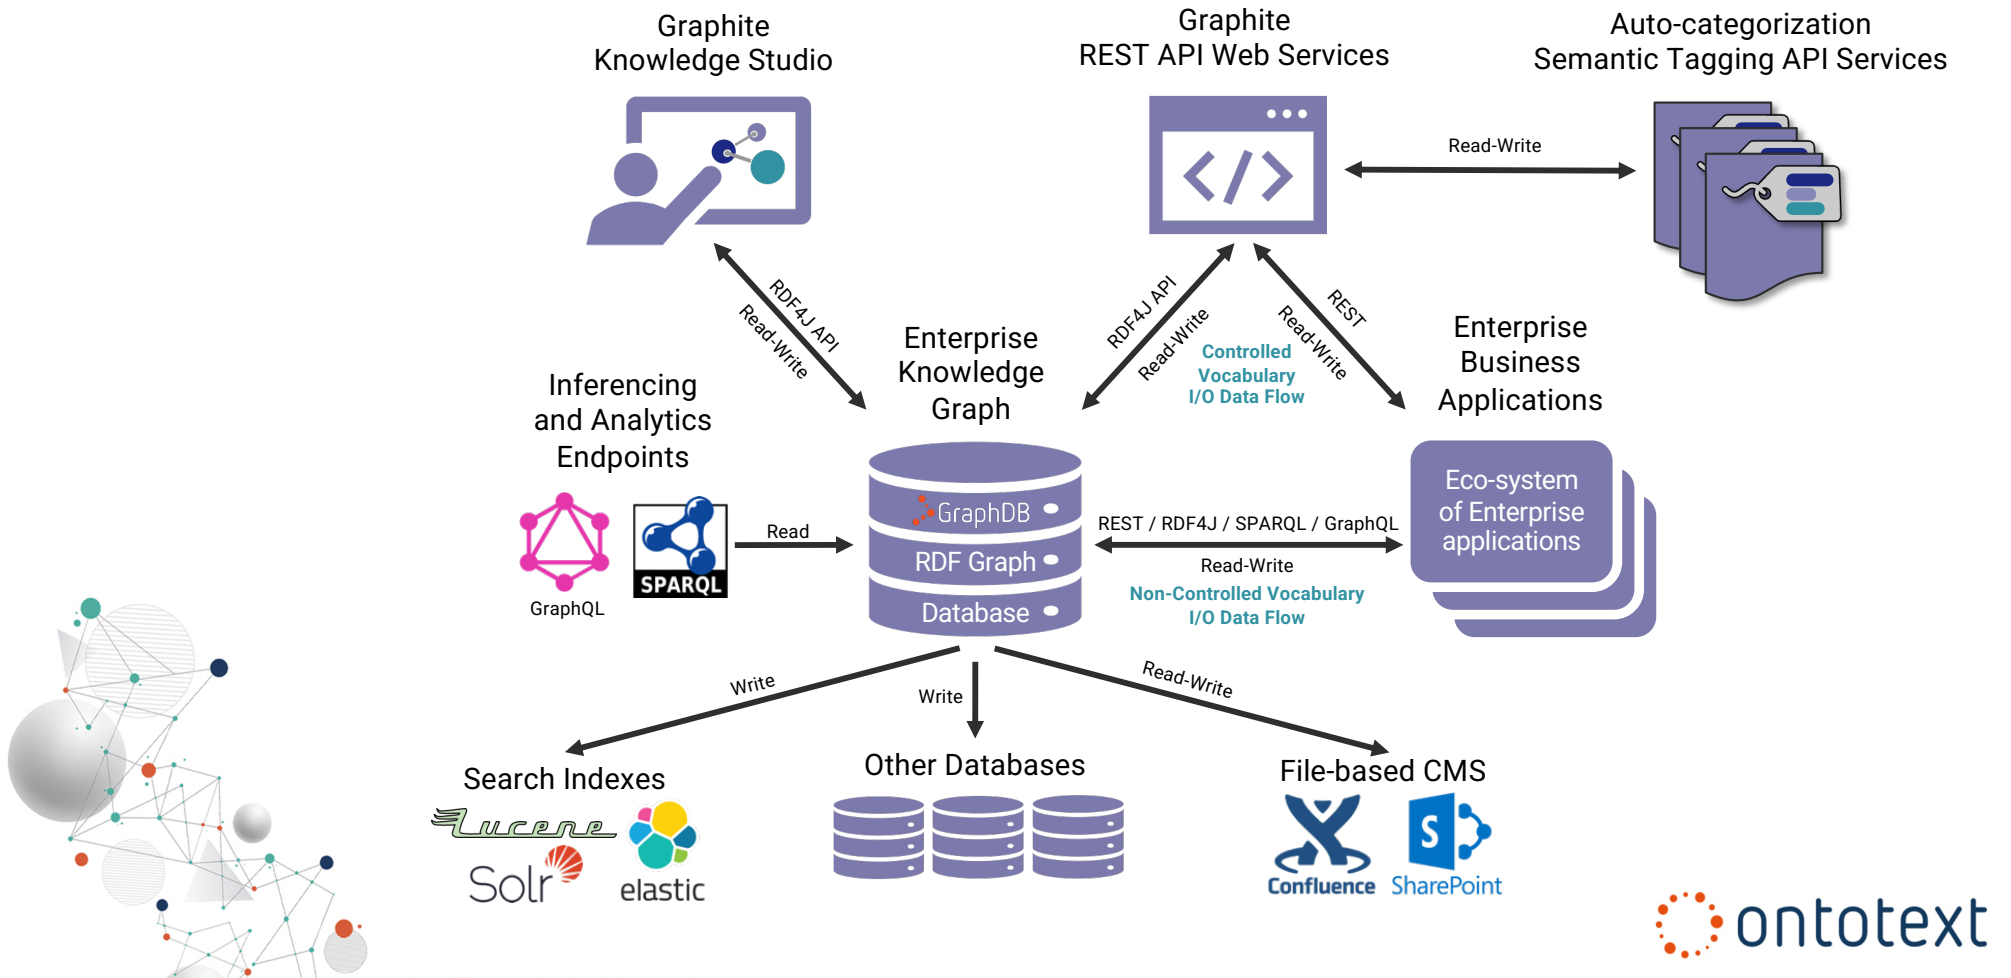 Graphite
Knowledge Studio
Graphite
REST API Web Services
Auto-categorization
Semantic Tagging API Services
Read-Write
RDF4J API
Read-Write
RDF4J API
Read-Write
REST
Read-Write
Controlled
Vocabulary
I/O Data Flow
Enterprise
Knowledge
Graph
Enterprise
Business
Applications
Inferencing
and Analytics
Endpoints
GraphQL
SPARQL
Read
GraphDB
RDF Graph
Database
REST / RDF4J / SPARQL / GraphQL
Read-Write
Non-Controlled Vocabulary
I/O Data Flow
Eco-system
of Enterprise
applications
Write
Write
Read-Write
Search Indexes
Lucene
Solr
elastic
Other Databases
File-based CMS
Confluence
S
SharePoint
ontotext